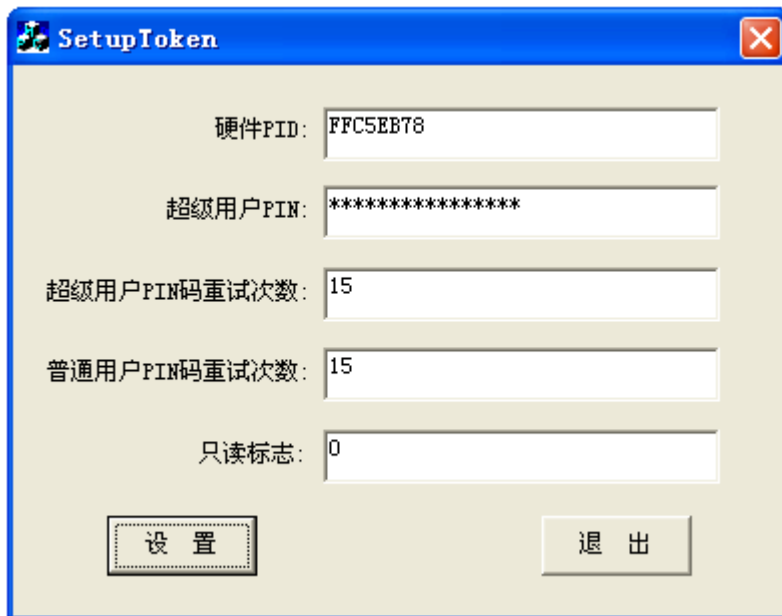 SetupToken
硬件PID: FFC5EB78
超级用户PIN: ****************
超级用户PIN码重试次数: 15
普通用户PIN码重试次数: 15
只读标志: 0
设 置 退 出